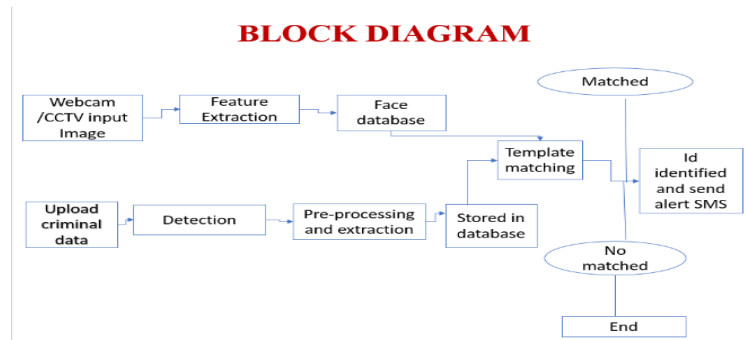 BLOCK DIAGRAM
Matched
Webcam
/CCTV input
Image
Feature
Extraction
Face
database
Template
matching
Id
identified
and send
alert SMS
Upload
criminal
data
Detection
Pre-processing
and extraction
Stored in
database
No
matched
End